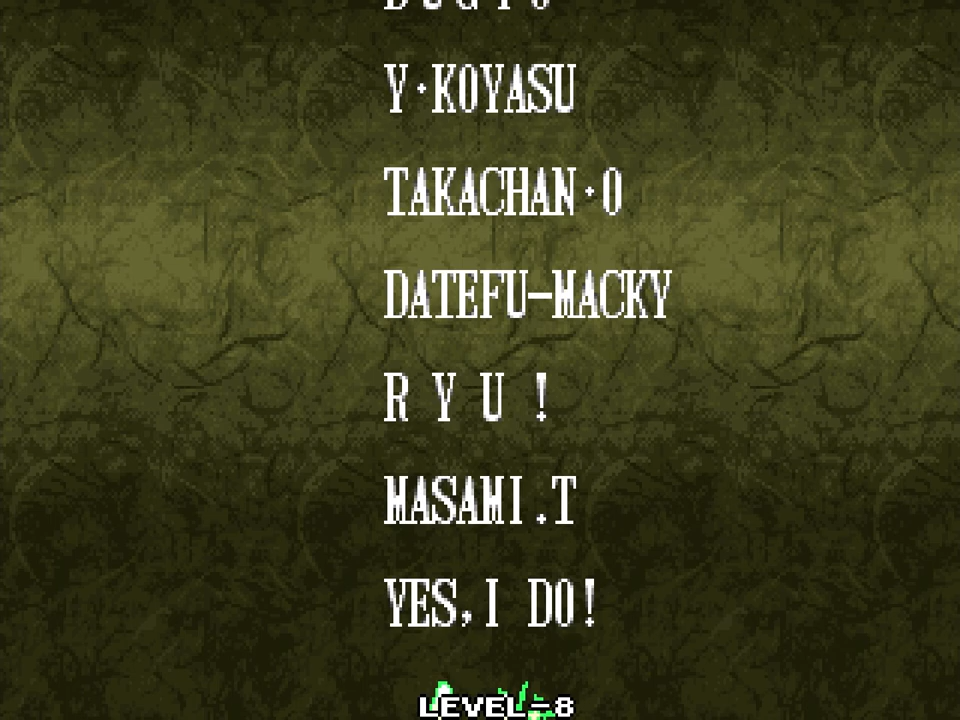 Y·KOYASU
TAKACHAN·O
DATEFU-MACKY
R Y U !
MASAMI.T
YES,I DO!
LEVEL-8